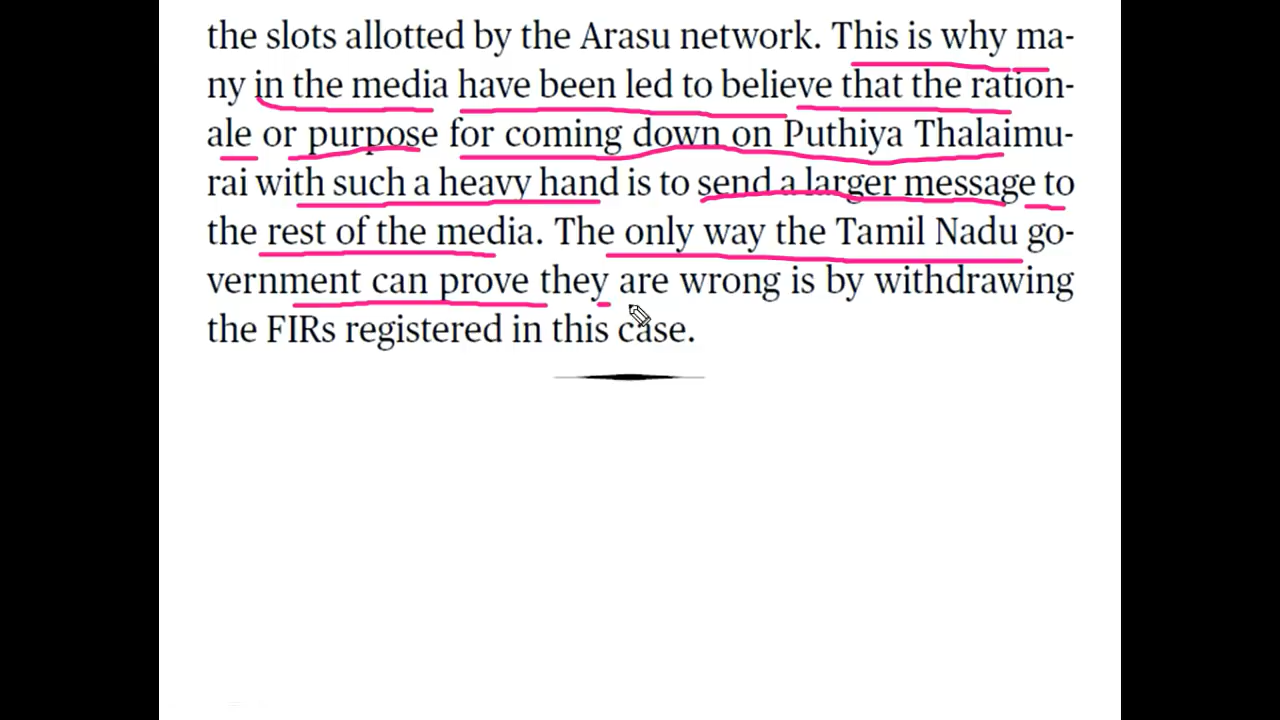 the slots allotted by the Arasu network. This is why ma-
ny in the media have been led to believe that the ration-
ale or purpose for coming down on Puthiya Thalaimu-
rai with such a heavy hand is to send a larger message to
the rest of the media. The only way the Tamil Nadu go-
vernment can prove they are wrong is by withdrawing
the FIRs registered in this case.